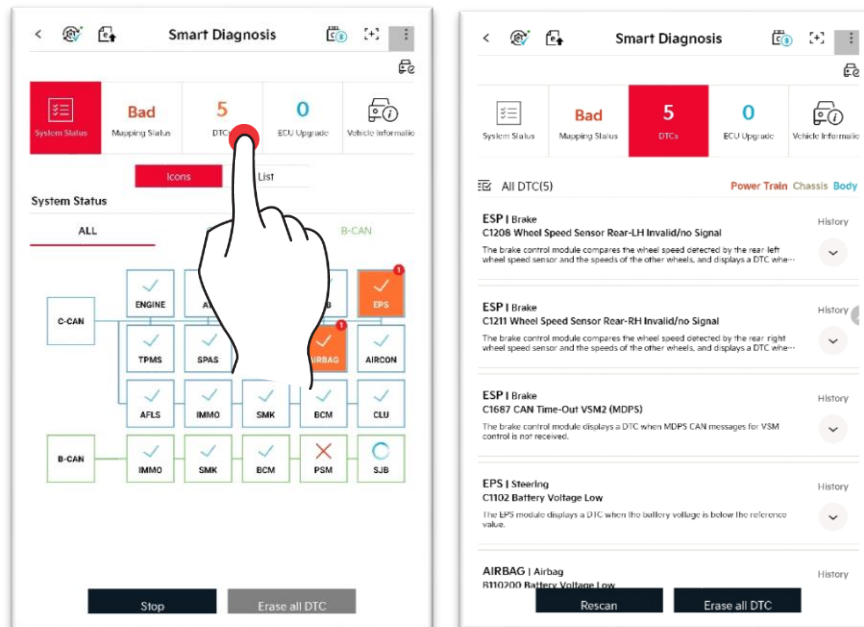 Smart Diagnosis
Bad
5
0
System Status
Mapping Status
DTCs
ECU Upgrade
Vehicle Informatio
Icons
List
System Status
ALL
B-CAN
C-CAN
ENGINE
EPS
1
TPMS
SPAS
AIRBAG
1
AIRCON
AFLS
IMMO
SMK
BCM
CLU
B-CAN
IMMO
SMK
BCM
PSM
SJB
Stop
Erase all DTC
Smart Diagnosis
Bad
5
0
System Status
Mapping Status
DTCs
ECU Upgrade
Vehicle Informatio
All DTC(5)
Power Train Chassis Body
ESP | Brake
History
C1208 Wheel Speed Sensor Rear-LH Invalid/no Signal
The brake control module compares the wheel speed detected by the rear left
wheel speed sensor and the speeds of the other wheels, and displays a DTC whe···
ESP | Brake
History
C1211 Wheel Speed Sensor Rear-RH Invalid/no Signal
The brake control module compares the wheel speed detected by the rear right
wheel speed sensor and the speeds of the other wheels, and displays a DTC whe···
ESP | Brake
History
C1687 CAN Time-Out VSM2 (MDPS)
The brake control module displays a DTC when MDPS CAN messages for VSM
control is not received.
EPS | Steering
History
C1102 Battery Voltage Low
The EPS module displays a DTC when the battery voltage is below the reference
value.
AIRBAG | Airbag
History
B110200 Battery Voltage Low
Rescan
Erase all DTC